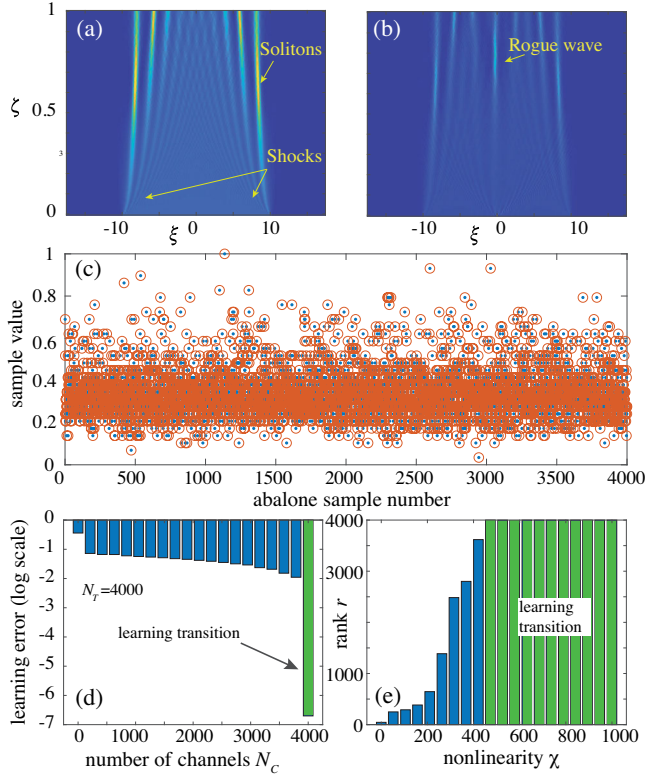 1
(a)
(b)
Rogue wave
Solitons
ζ
0.5
3
Shocks
0
-10
0
10
-10
0
10
ξ
ξ
(c)
1
0.8
0.6
0.4
0.2
0
sample value
0
500
1000
1500
2000
2500
3000
3500
4000
abalone sample number
learning error (log scale)
0
-1
-2
-3
-4
-5
-6
-7
N_T=4000
learning transition
(d)
0
1000
2000
3000
4000
number of channels N_C
rank r
4000
3000
1000
0
learning
transition
(e)
0
200
400
600
800
1000
nonlinearity χ